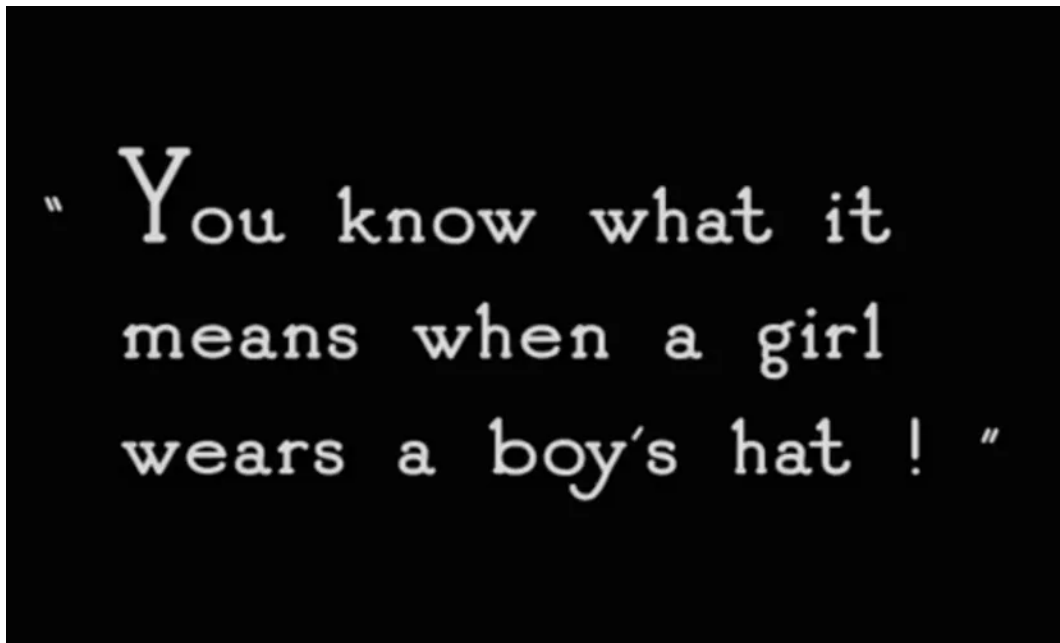 “ You know what it
means when a girl
wears a boy's hat ! ”